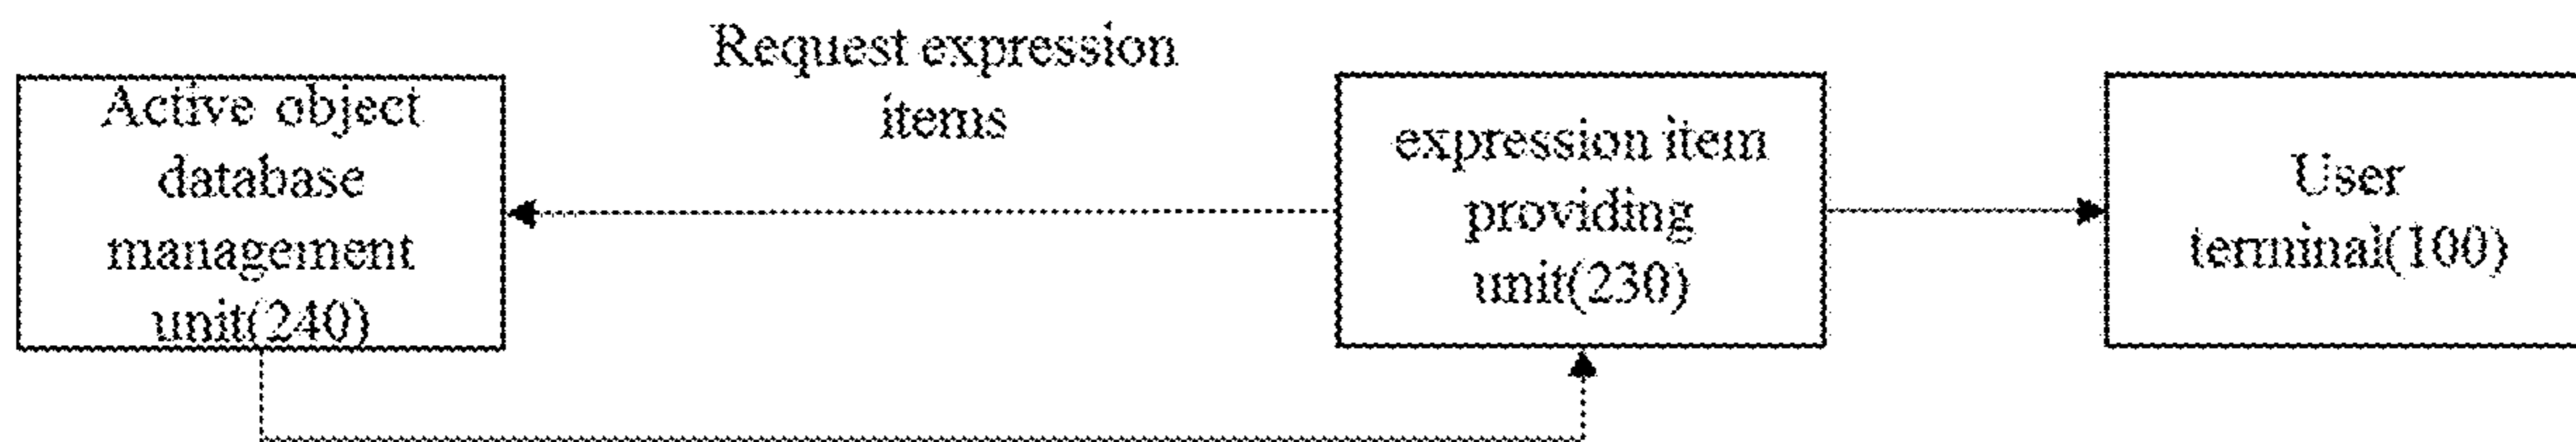 Request expression
items
Active object
database
management
unit(240)
expression item
providing
unit(230)
User
terminal(100)